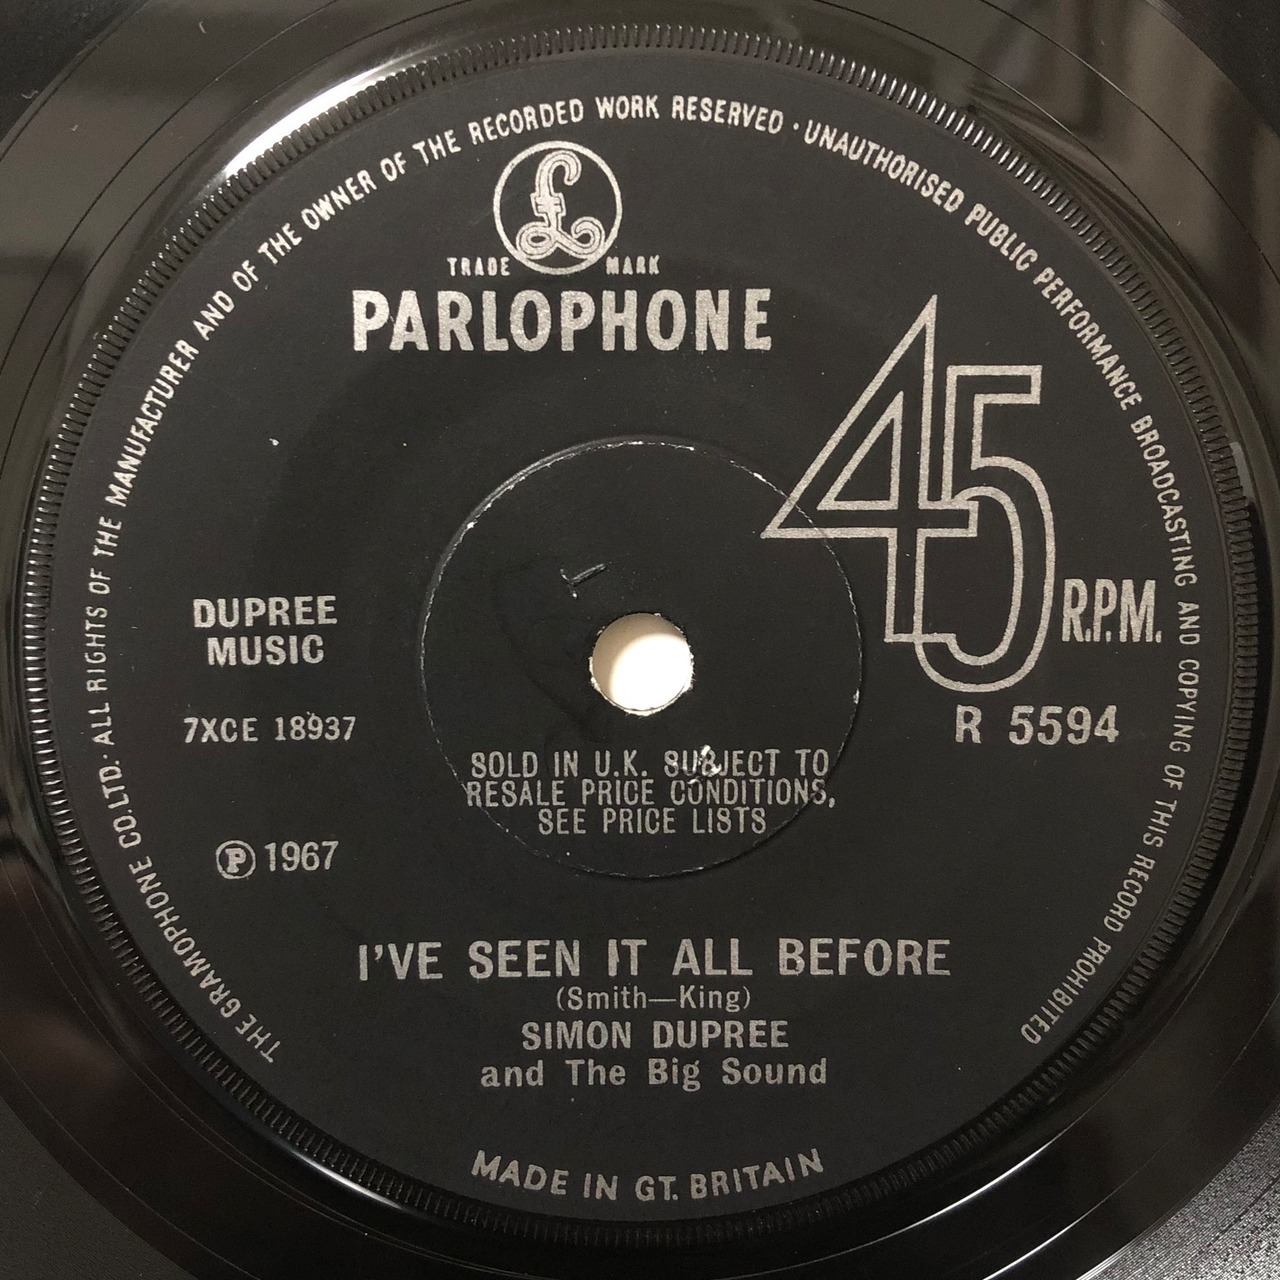 THE GRAMOPHONE CO.LTD. · ALL RIGHTS OF THE MANUFACTURER AND OF THE OWNER OF THE RECORDED WORK RESERVED · UNAUTHORISED PUBLIC PERFORMANCE BROADCASTING AND COPYING OF THIS RECORD PROHIBITED
£
TRADE MARK
PARLOPHONE
45
R.P.M.
DUPREE
MUSIC
7XCE 18937
R 5594
SOLD IN U.K. SUBJECT TO
RESALE PRICE CONDITIONS,
SEE PRICE LISTS
Ⓟ 1967
I'VE SEEN IT ALL BEFORE
(Smith—King)
SIMON DUPREE
and The Big Sound
MADE IN GT. BRITAIN